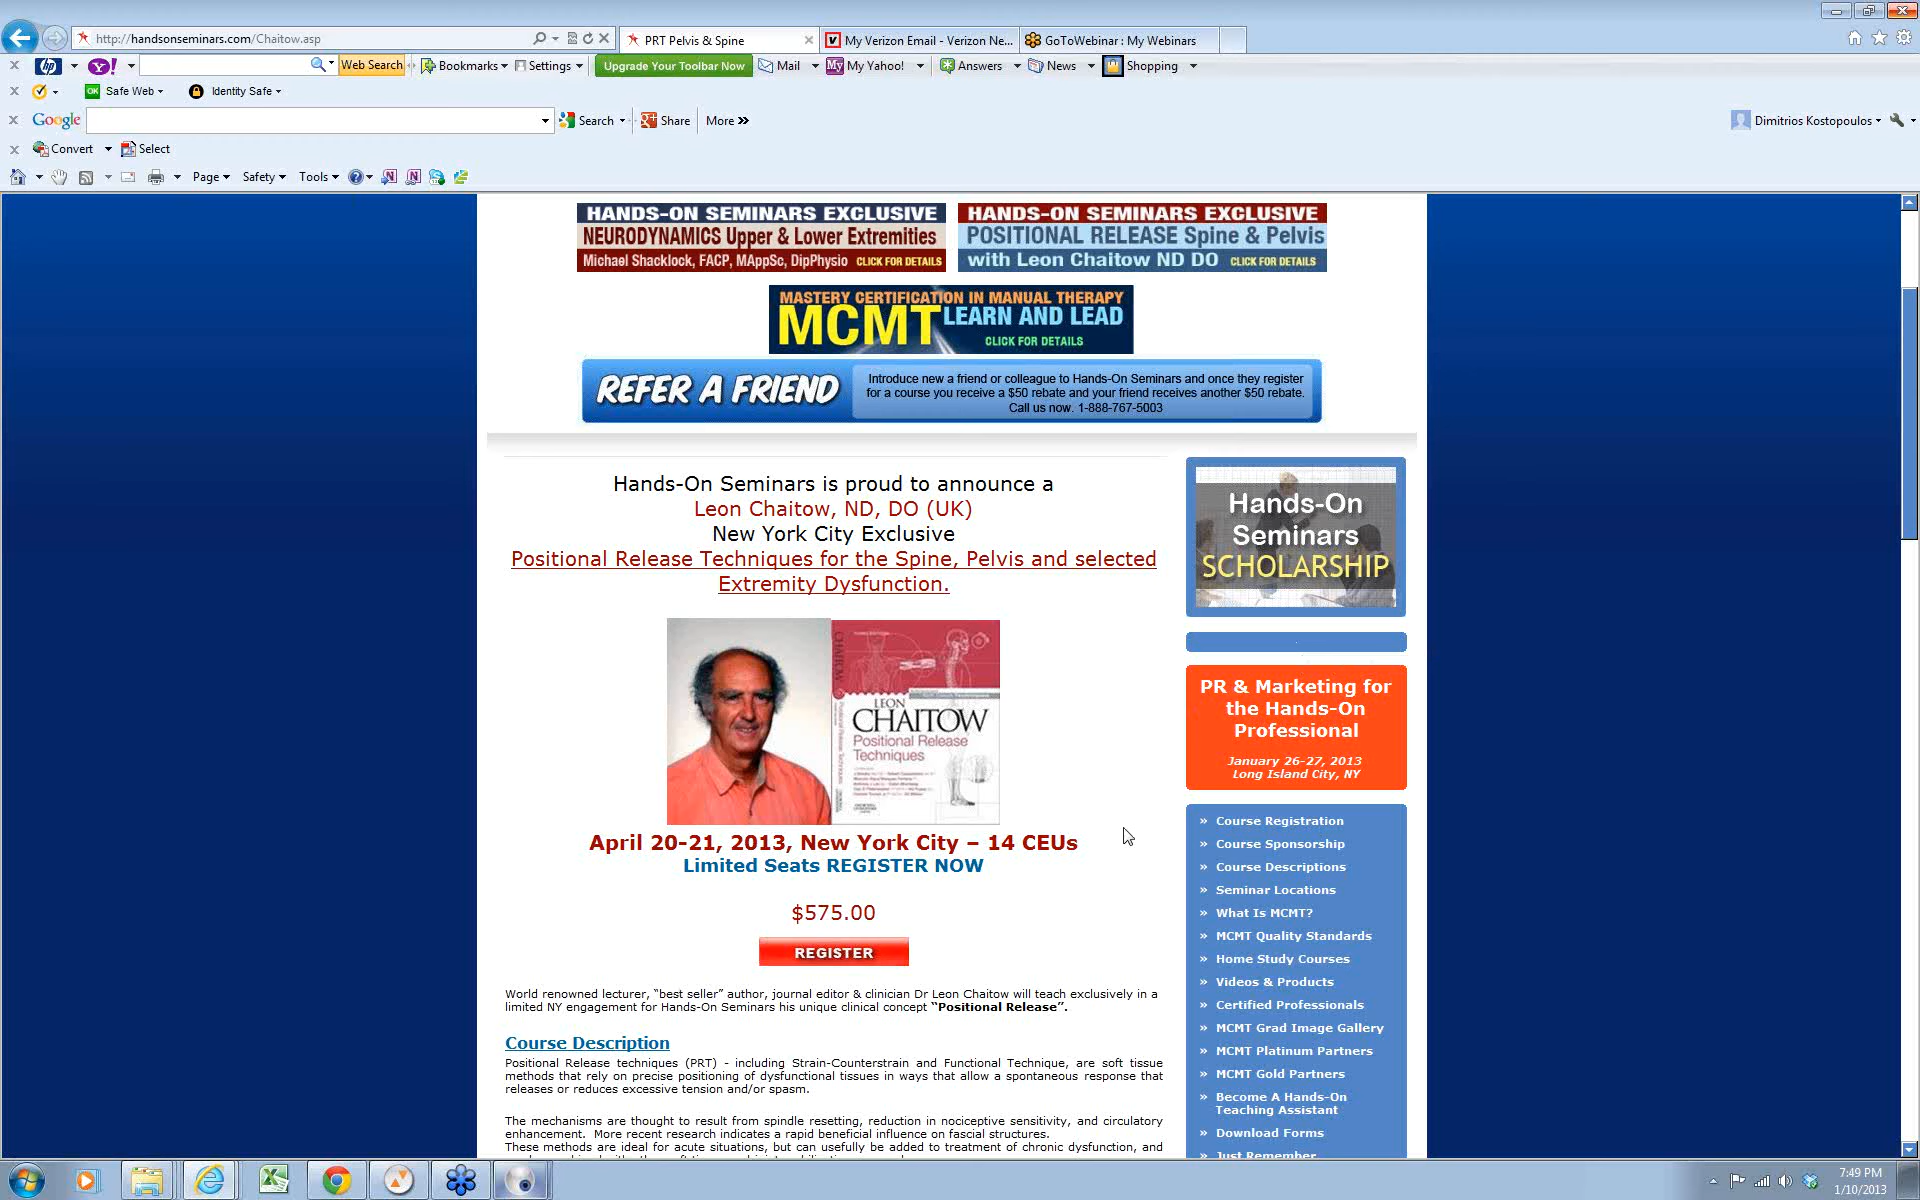 http://handsonseminars.com/Chaitow.asp
PRT Pelvis & Spine
My Verizon Email - Verizon Ne...
GoToWebinar : My Webinars
Web Search
Bookmarks
Settings
Upgrade Your Toolbar Now
Mail
My Yahoo!
Answers
News
Shopping
OK Safe Web
Identity Safe
Google
Search
Share
More »
Dimitrios Kostopoulos
Convert
Select
Page
Safety
Tools
HANDS-ON SEMINARS EXCLUSIVE
NEURODYNAMICS Upper & Lower Extremities
Michael Shacklock, FACP, MAppSc, DipPhysio CLICK FOR DETAILS
HANDS-ON SEMINARS EXCLUSIVE
POSITIONAL RELEASE Spine & Pelvis
with Leon Chaitow ND DO CLICK FOR DETAILS
MASTERY CERTIFICATION IN MANUAL THERAPY
MCMT LEARN AND LEAD
CLICK FOR DETAILS
REFER A FRIEND
Introduce new a friend or colleague to Hands-On Seminars and once they register
for a course you receive a $50 rebate and your friend receives another $50 rebate.
Call us now. 1-888-767-5003
Hands-On Seminars is proud to announce a
Leon Chaitow, ND, DO (UK)
New York City Exclusive
Positional Release Techniques for the Spine, Pelvis and selected
Extremity Dysfunction.
LEON
CHAITOW
Positional Release
Techniques
April 20-21, 2013, New York City – 14 CEUs
Limited Seats REGISTER NOW
$575.00
REGISTER
World renowned lecturer, “best seller” author, journal editor & clinician Dr Leon Chaitow will teach exclusively in a
limited NY engagement for Hands-On Seminars his unique clinical concept “Positional Release”.
Course Description
Positional Release techniques (PRT) - including Strain-Counterstrain and Functional Technique, are soft tissue
methods that rely on precise positioning of dysfunctional tissues in ways that allow a spontaneous response that
releases or reduces excessive tension and/or spasm.
The mechanisms are thought to result from spindle resetting, reduction in nociceptive sensitivity, and circulatory
enhancement. More recent research indicates a rapid beneficial influence on fascial structures.
These methods are ideal for acute situations, but can usefully be added to treatment of chronic dysfunction, and
Hands-On
Seminars
SCHOLARSHIP
PR & Marketing for
the Hands-On
Professional
January 26-27, 2013
Long Island City, NY
» Course Registration
» Course Sponsorship
» Course Descriptions
» Seminar Locations
» What Is MCMT?
» MCMT Quality Standards
» Home Study Courses
» Videos & Products
» Certified Professionals
» MCMT Grad Image Gallery
» MCMT Platinum Partners
» MCMT Gold Partners
» Become A Hands-On
Teaching Assistant
» Download Forms
» Just Remember
7:49 PM
1/10/2013